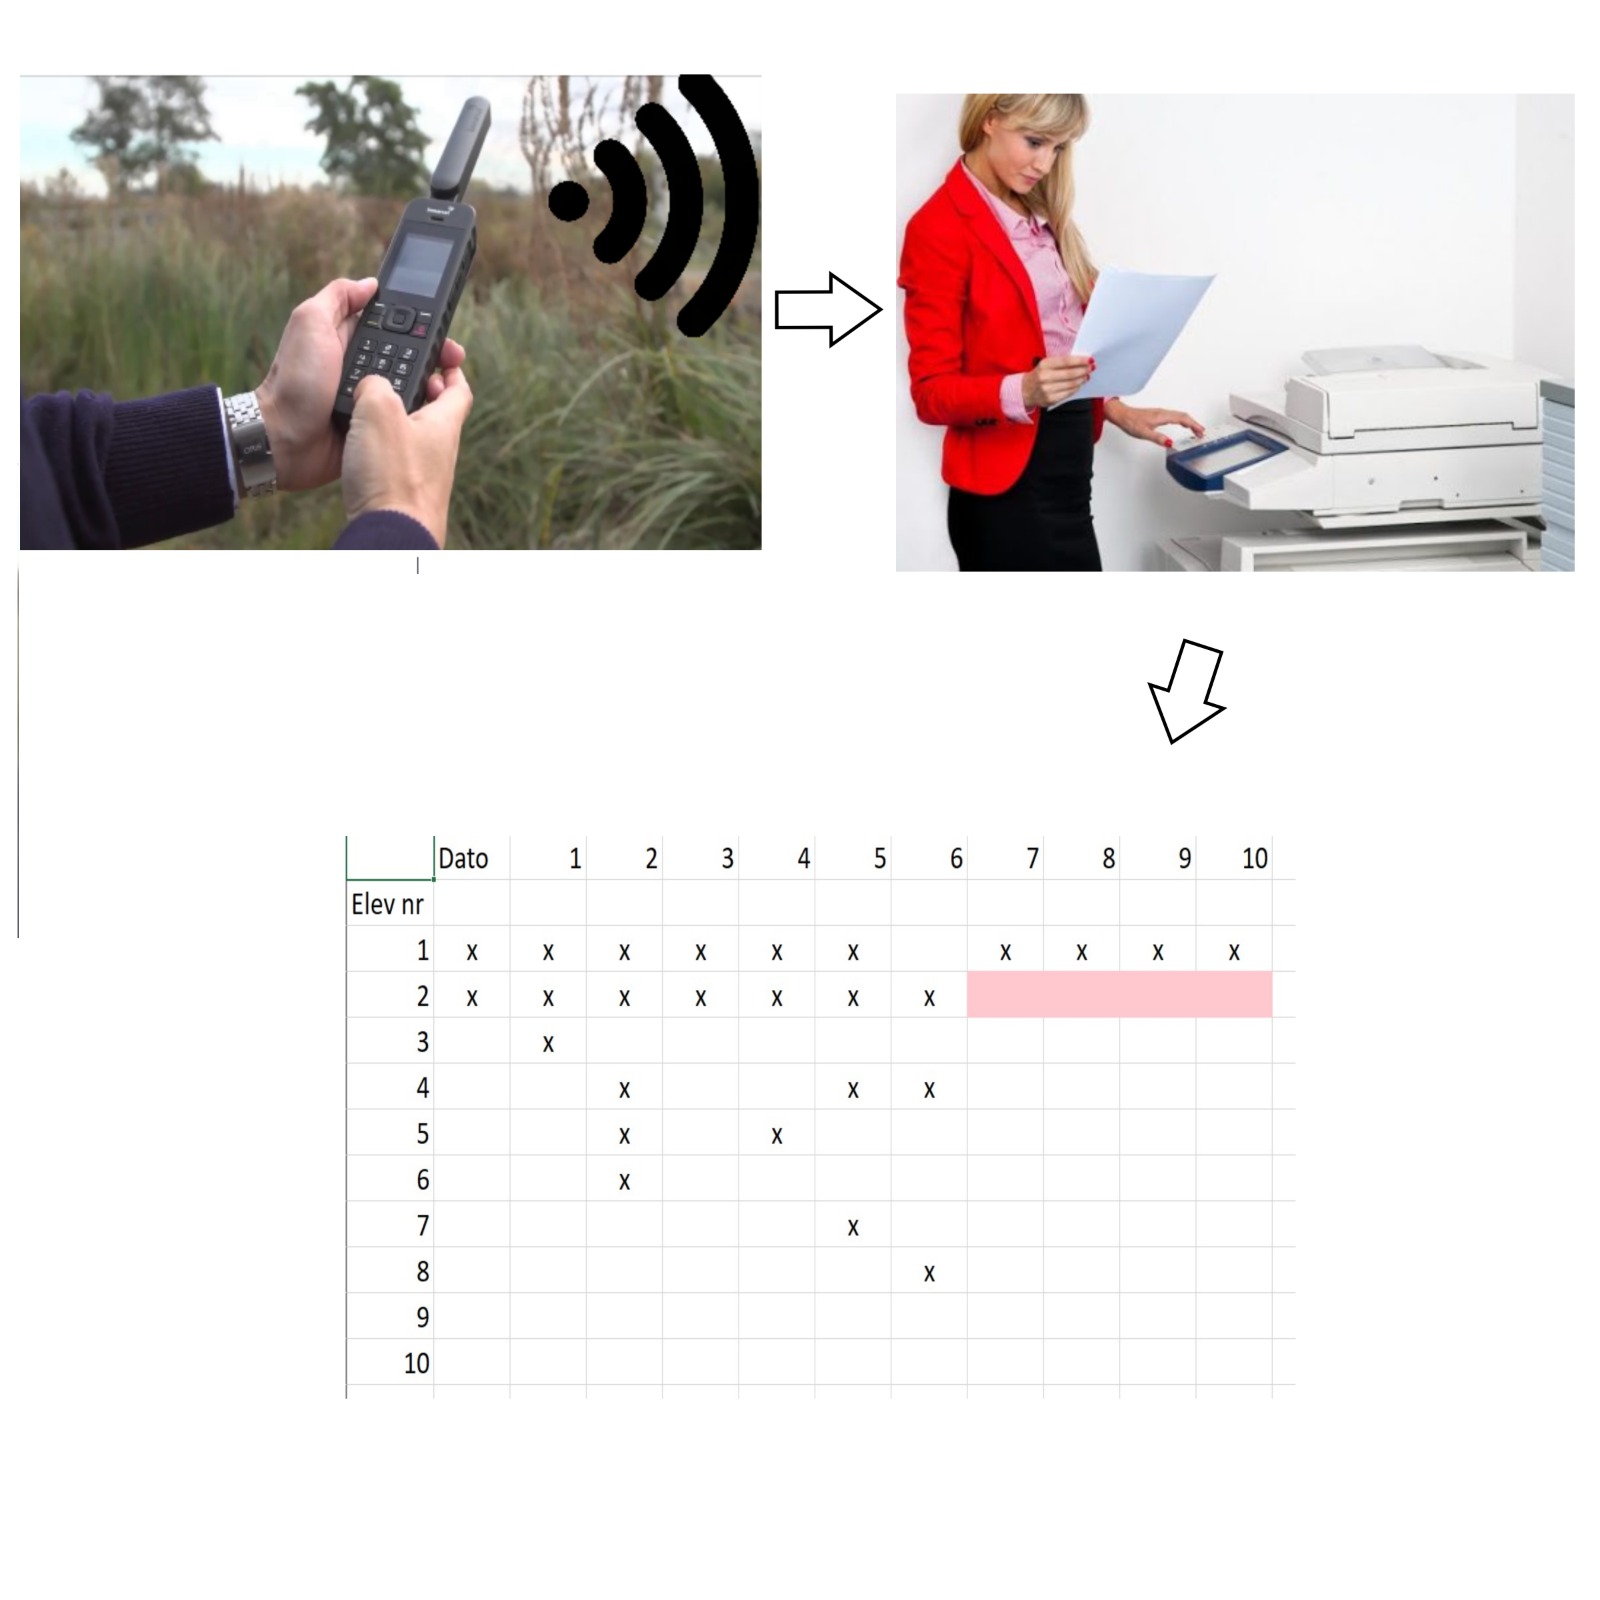 Dato 1 2 3 4 5 6 7 8 9 10
Elev nr
1 x x x x x x x x x x
2 x x x x x x x
3 x
4 x x x
5 x x
6 x
7 x
8 x
9
10